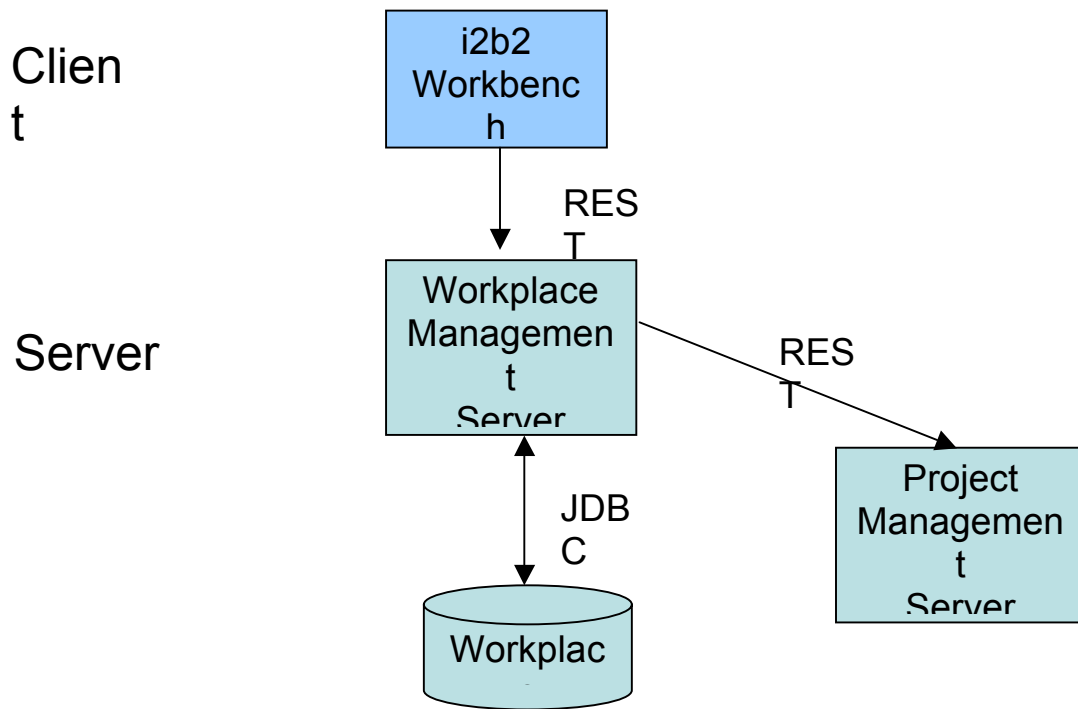 Clien
t
i2b2
Workbenc
h
RES
T
Server
Workplace
Managemen
t
Server
RES
T
JDB
C
Project
Managemen
t
Server
Workplac